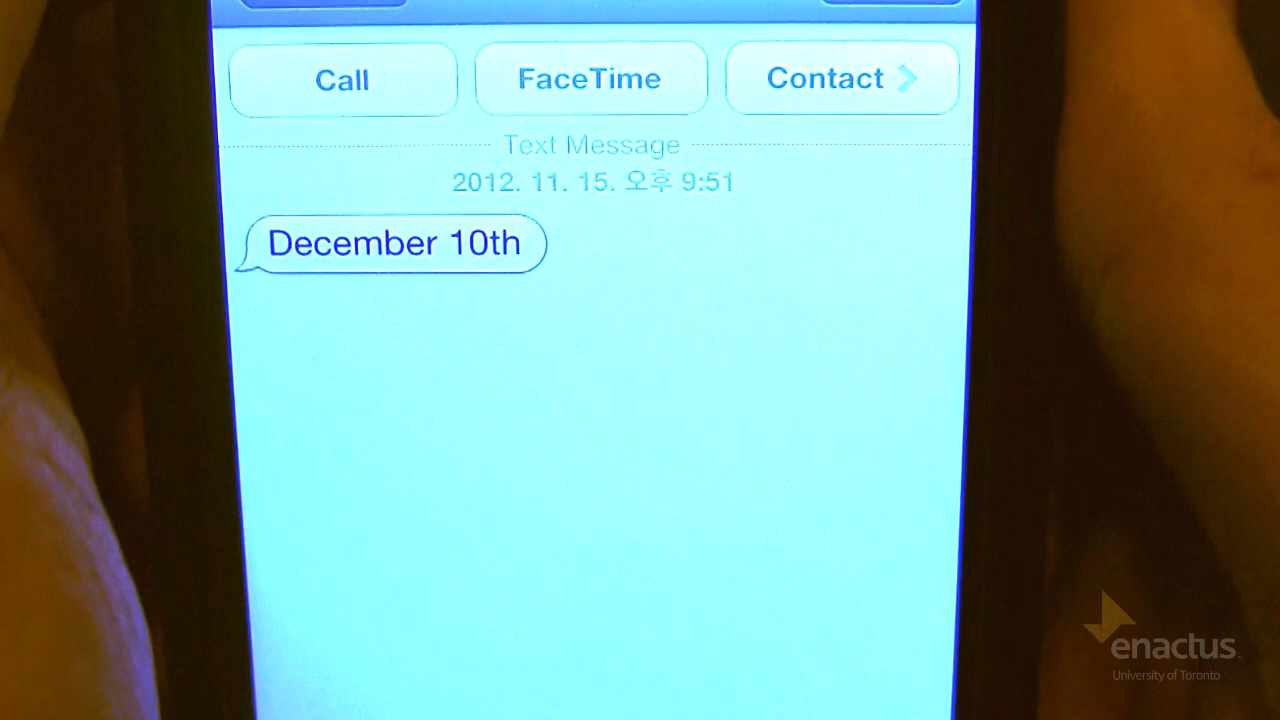 Call
FaceTime
Contact
Text Message
2012. 11. 15. 오후 9:51
December 10th
enactus
University of Toronto